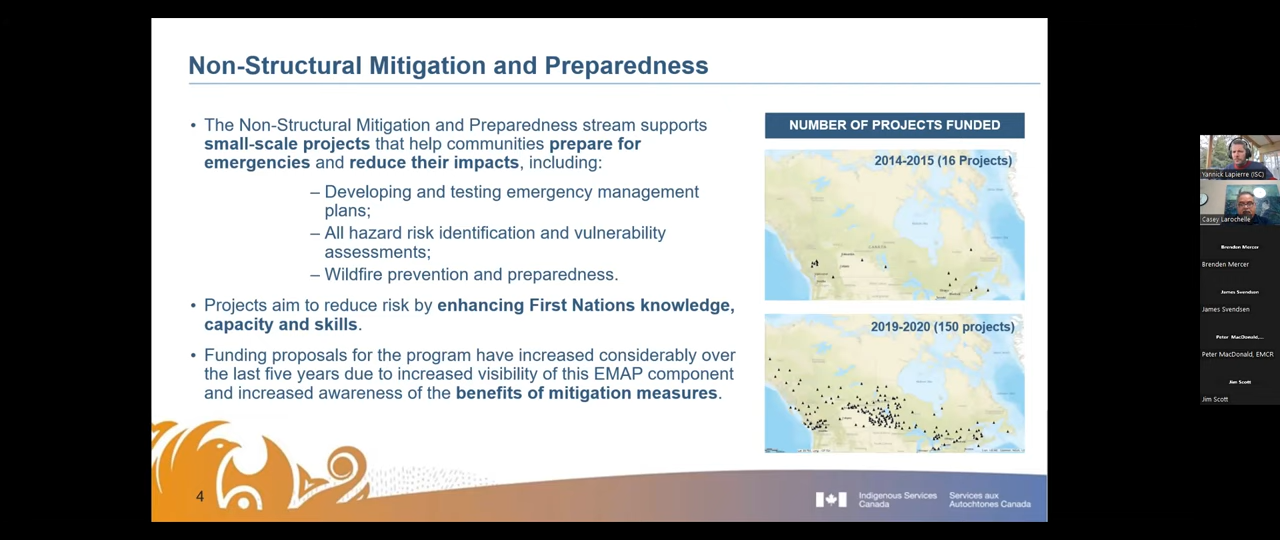 Non-Structural Mitigation and Preparedness
• The Non-Structural Mitigation and Preparedness stream supports
small-scale projects that help communities prepare for
emergencies and reduce their impacts, including:
– Developing and testing emergency management
plans;
– All hazard risk identification and vulnerability
assessments;
– Wildfire prevention and preparedness.
• Projects aim to reduce risk by enhancing First Nations knowledge,
capacity and skills.
• Funding proposals for the program have increased considerably over
the last five years due to increased visibility of this EMAP component
and increased awareness of the benefits of mitigation measures.
NUMBER OF PROJECTS FUNDED
2014-2015 (16 Projects)
CANADA
2019-2020 (150 projects)
4
Indigenous Services
Canada
Services aux
Autochtones Canada
Yannick Lapierre (ISC)
Casey Larochelle
Brenden Mercer
Brenden Mercer
James Svendsen
James Svendsen
Peter MacDonald,...
Peter MacDonald, EMCR
Jim Scott
Jim Scott